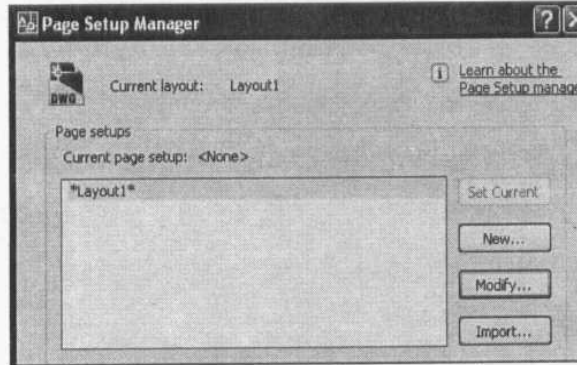 Page Setup Manager
DWG
Current layout: Layout1
Learn about the
Page Setup manage
Page setups
Current page setup: <None>
*Layout1*
Set Current
New...
Modify...
Import...